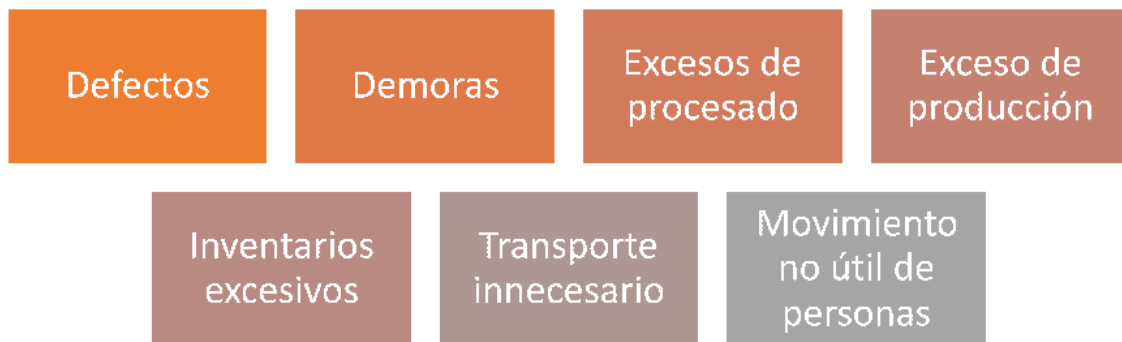 Defectos
Demoras
Excesos de
procesado
Exceso de
producción
Inventarios
excesivos
Transporte
innecesario
Movimiento
no útil de
personas